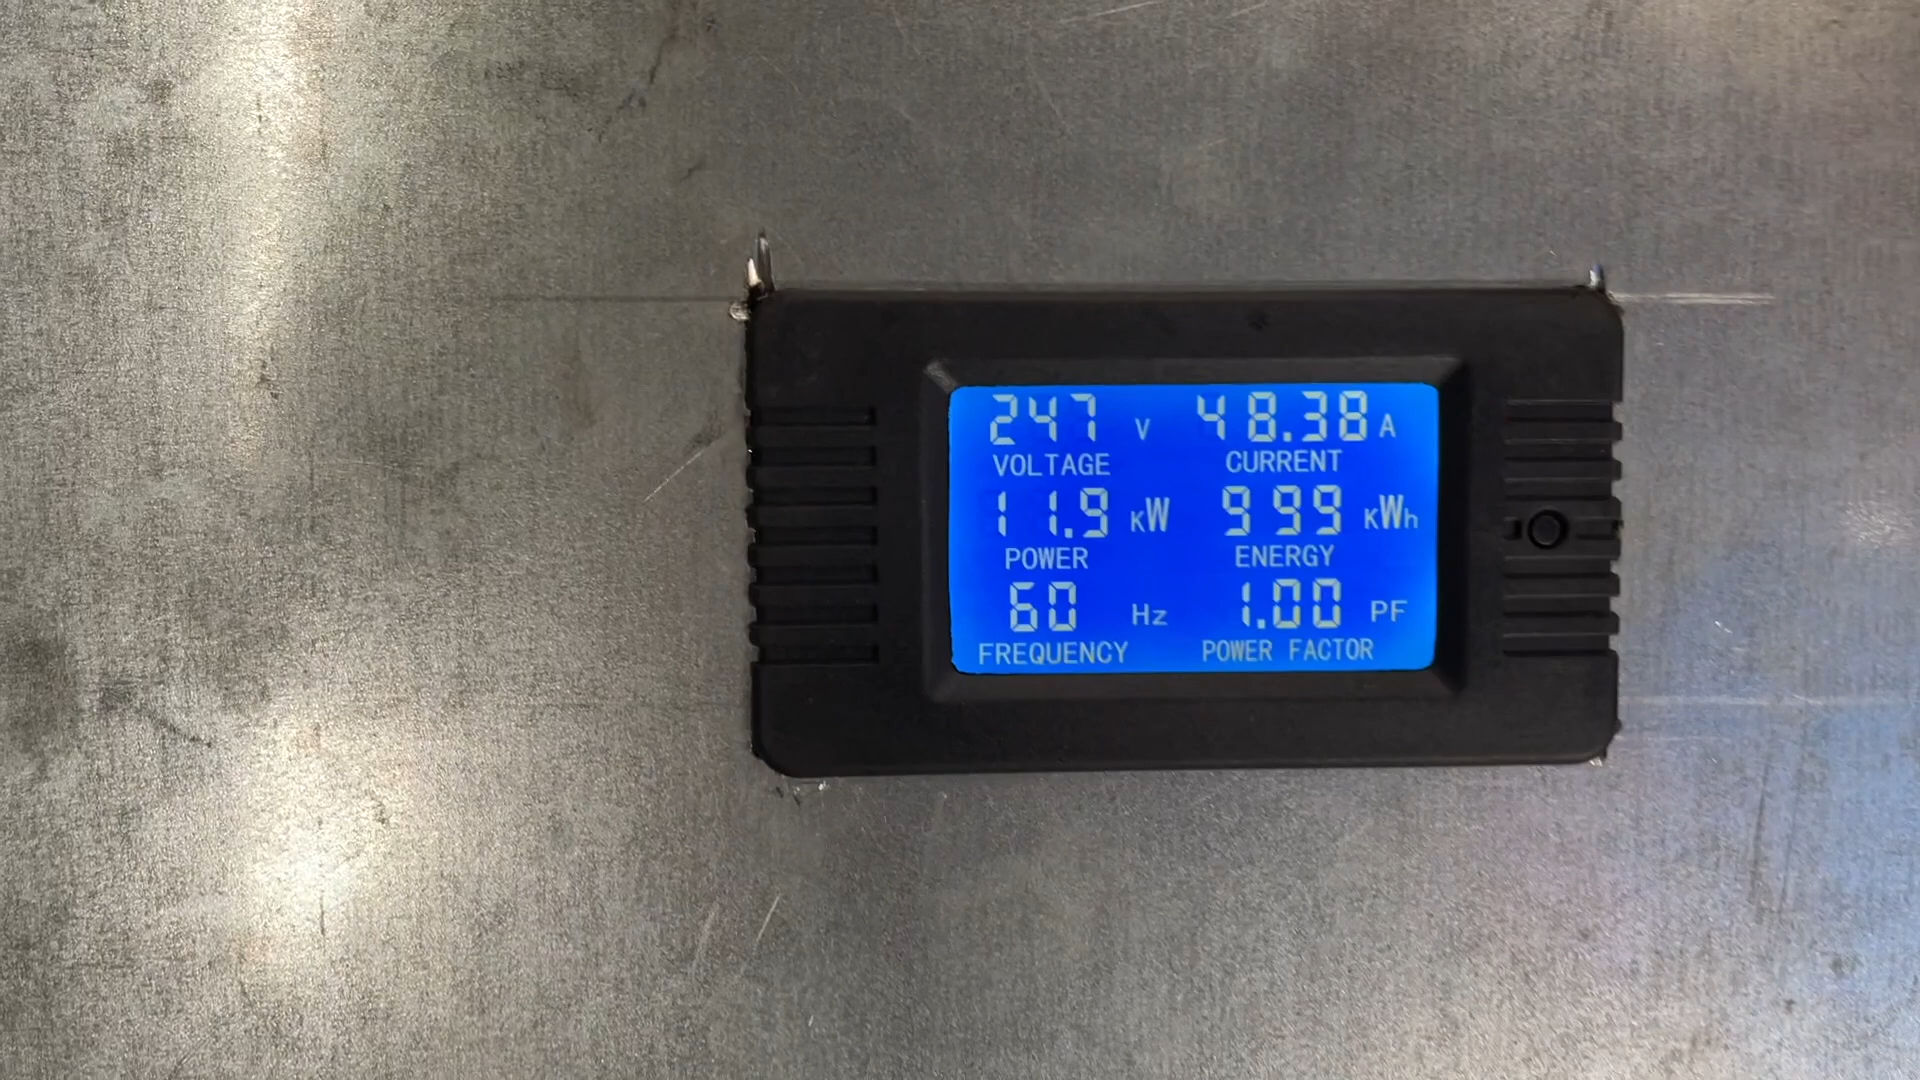 247 V 48.38 A
VOLTAGE CURRENT
11.9 KW 999 KWh
POWER ENERGY
60 Hz 1.00 PF
FREQUENCY POWER FACTOR